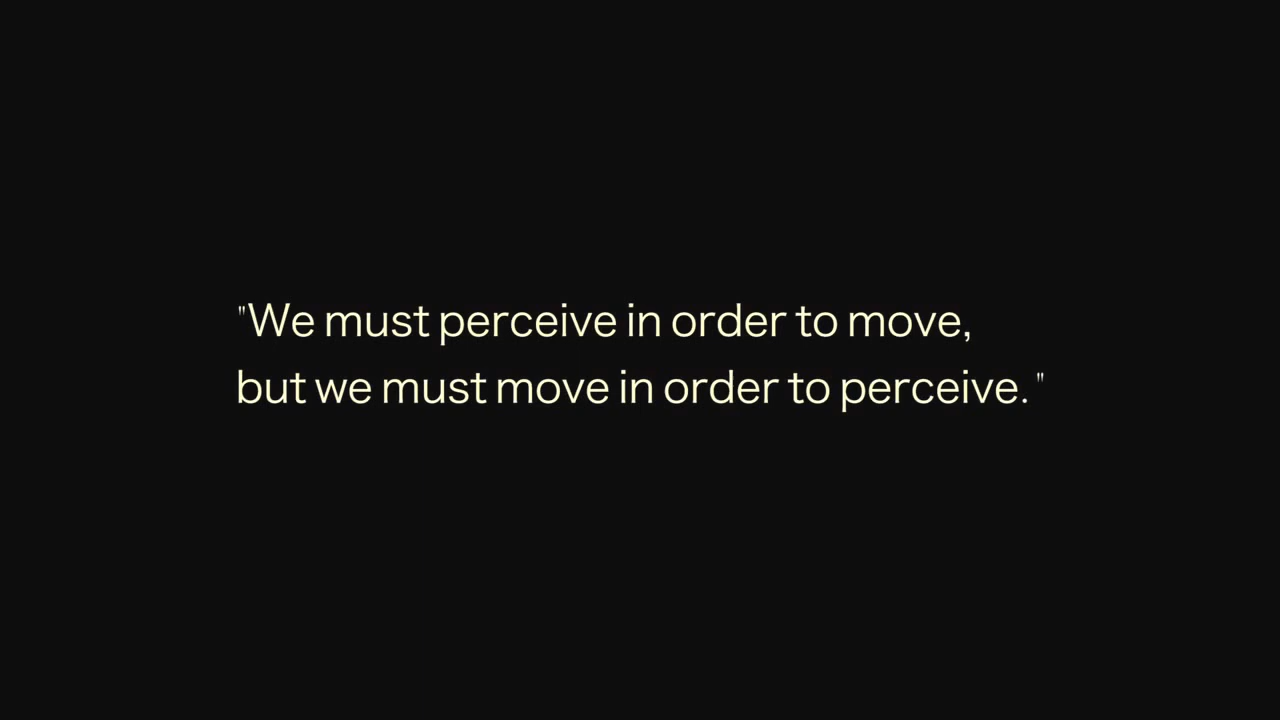 "We must perceive in order to move,
but we must move in order to perceive."